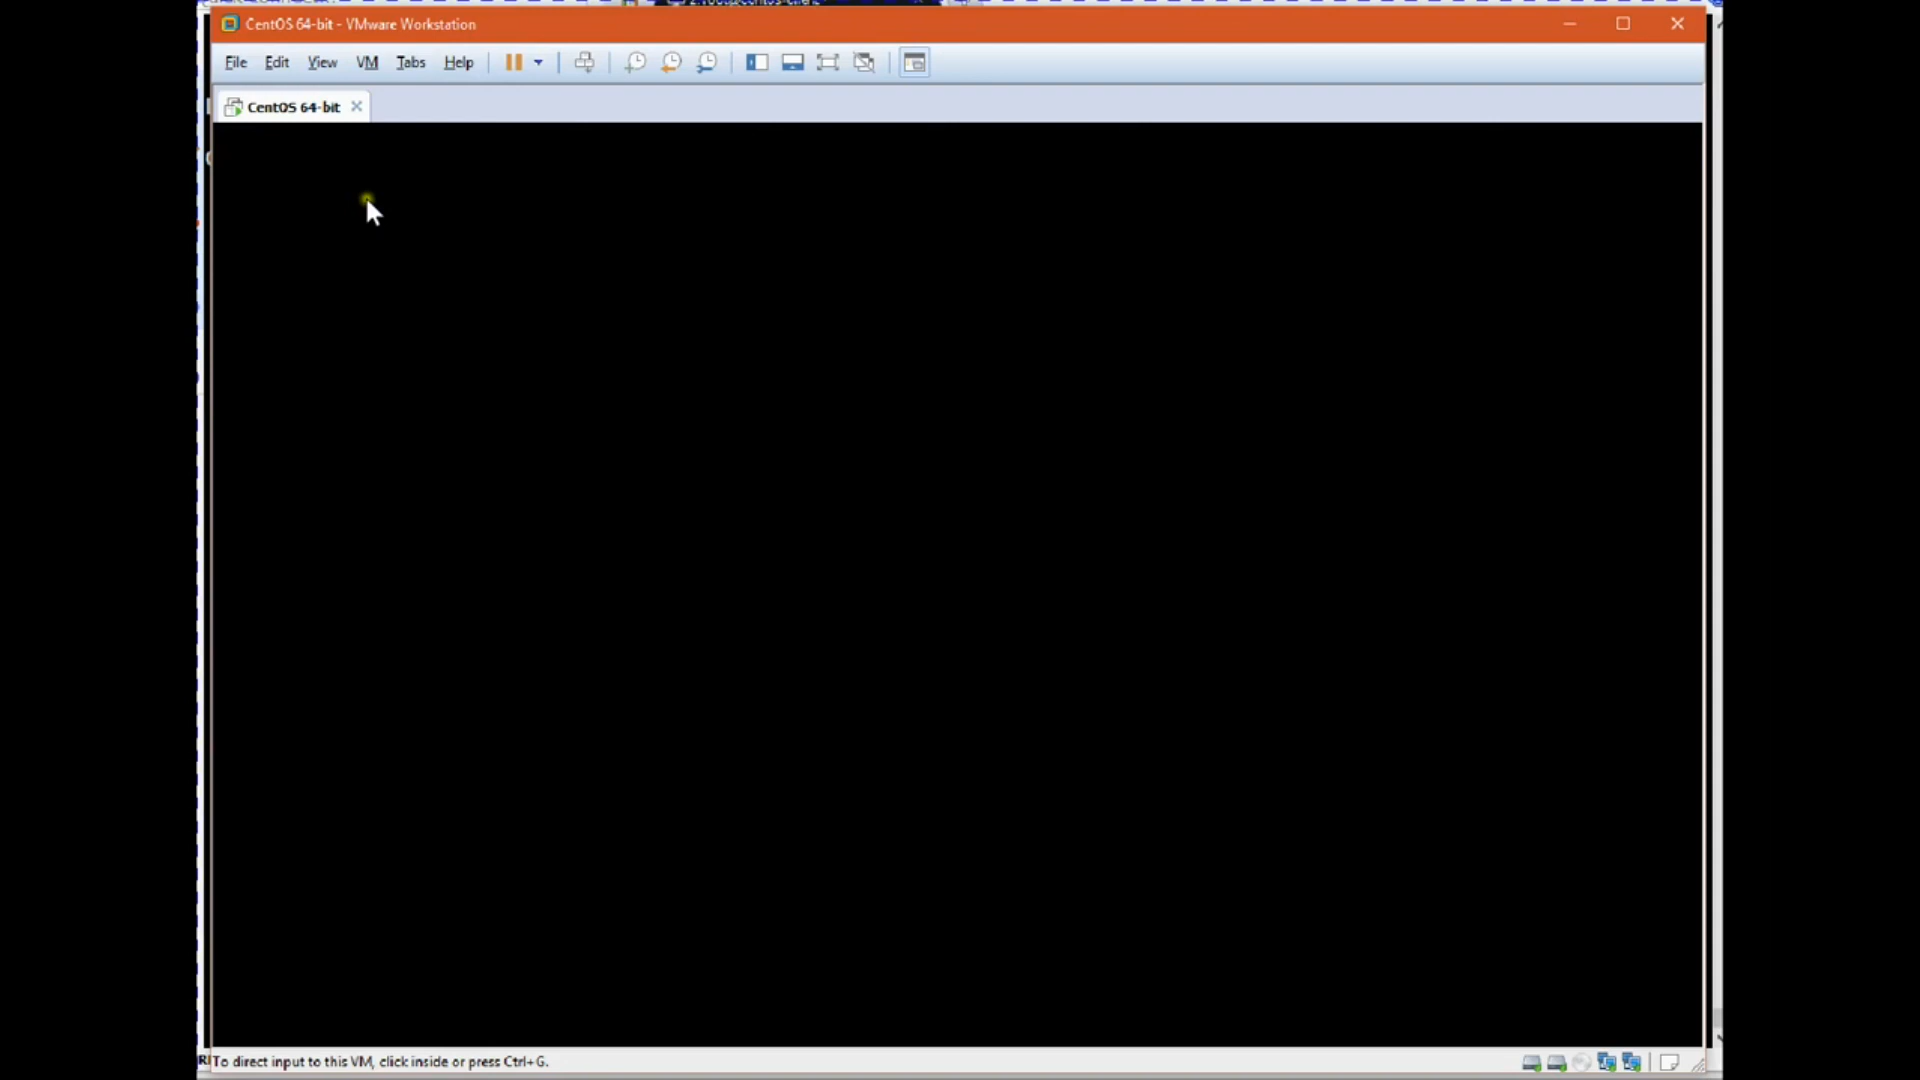 CentOS 64-bit - VMware Workstation
File Edit View VM Tabs Help
CentOS 64-bit
To direct input to this VM, click inside or press Ctrl+G.